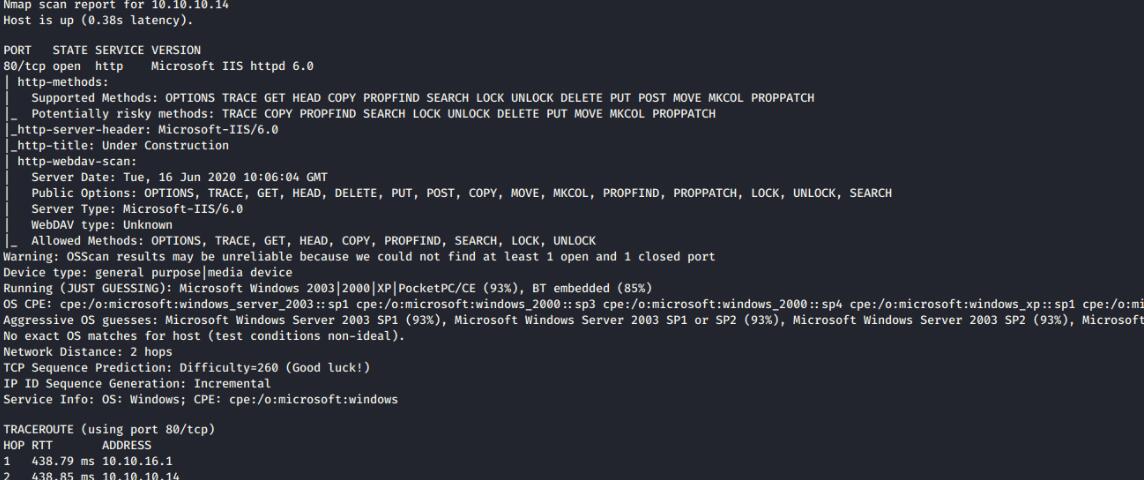 Nmap scan report for 10.10.10.14
Host is up (0.38s latency).
PORT   STATE SERVICE VERSION
80/tcp open  http    Microsoft IIS httpd 6.0
| http-methods:
|   Supported Methods: OPTIONS TRACE GET HEAD COPY PROPFIND SEARCH LOCK UNLOCK DELETE PUT POST MOVE MKCOL PROPPATCH
|_  Potentially risky methods: TRACE COPY PROPFIND SEARCH LOCK UNLOCK DELETE PUT MOVE MKCOL PROPPATCH
|_http-server-header: Microsoft-IIS/6.0
|_http-title: Under Construction
| http-webdav-scan:
|   Server Date: Tue, 16 Jun 2020 10:06:04 GMT
|   Public Options: OPTIONS, TRACE, GET, HEAD, DELETE, PUT, POST, COPY, MOVE, MKCOL, PROPFIND, PROPPATCH, LOCK, UNLOCK, SEARCH
|   Server Type: Microsoft-IIS/6.0
|   WebDAV type: Unknown
|_  Allowed Methods: OPTIONS, TRACE, GET, HEAD, COPY, PROPFIND, SEARCH, LOCK, UNLOCK
Warning: OSScan results may be unreliable because we could not find at least 1 open and 1 closed port
Device type: general purpose|media device
Running (JUST GUESSING): Microsoft Windows 2003|2000|XP|PocketPC/CE (93%), BT embedded (85%)
OS CPE: cpe:/o:microsoft:windows_server_2003::sp1 cpe:/o:microsoft:windows_2000::sp3 cpe:/o:microsoft:windows_2000::sp4 cpe:/o:microsoft:windows_xp::sp1 cpe:/o:mi
Aggressive OS guesses: Microsoft Windows Server 2003 SP1 (93%), Microsoft Windows Server 2003 SP1 or SP2 (93%), Microsoft Windows Server 2003 SP2 (93%), Microsoft
No exact OS matches for host (test conditions non-ideal).
Network Distance: 2 hops
TCP Sequence Prediction: Difficulty=260 (Good luck!)
IP ID Sequence Generation: Incremental
Service Info: OS: Windows; CPE: cpe:/o:microsoft:windows
TRACEROUTE (using port 80/tcp)
HOP RTT       ADDRESS
1   438.79 ms 10.10.16.1
2   438.85 ms 10.10.10.14